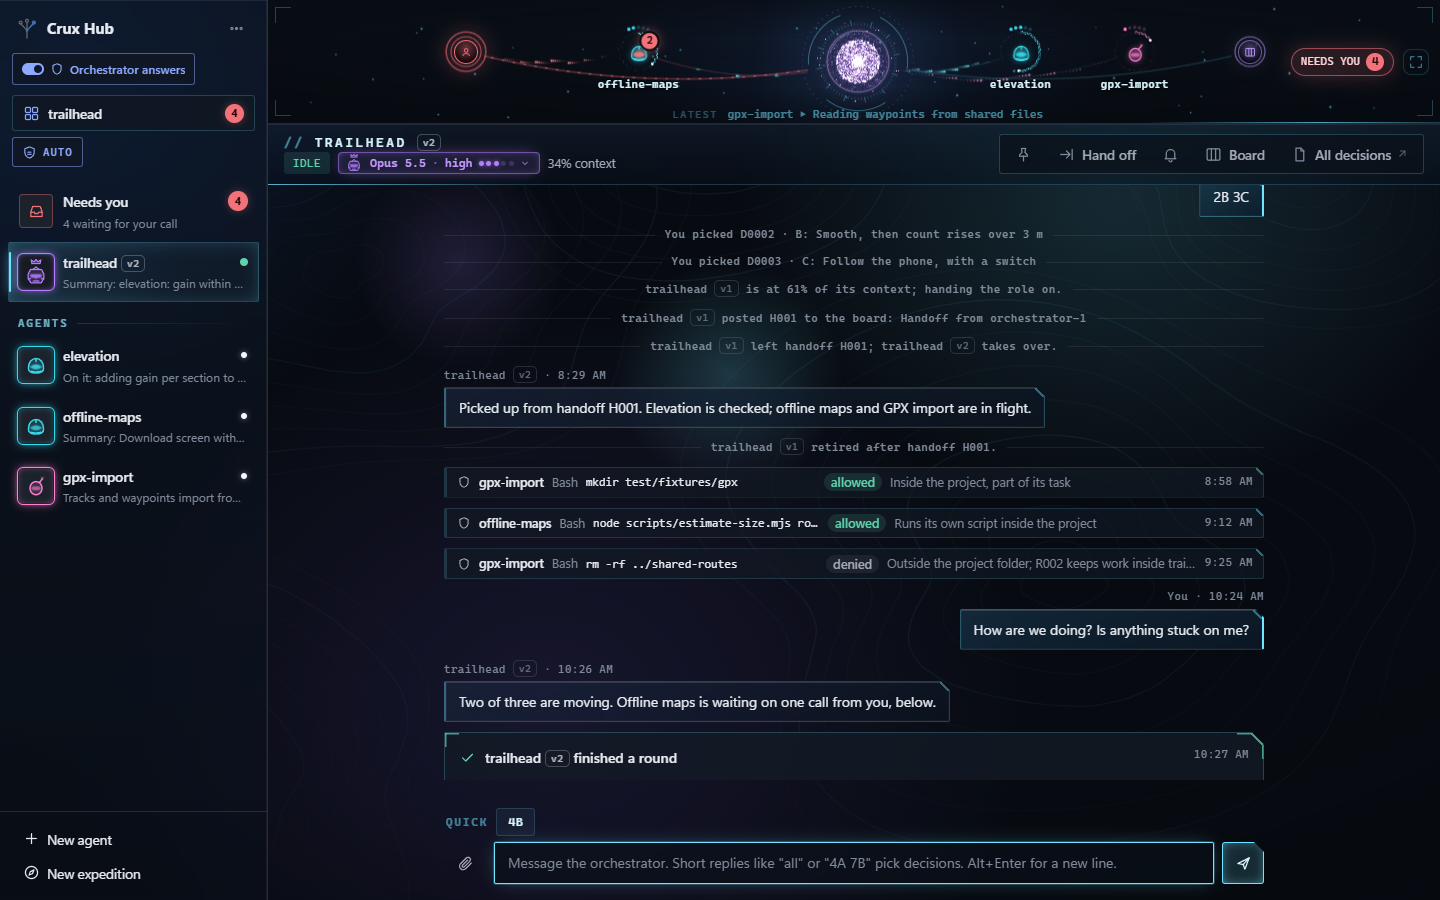 Crux Hub
Orchestrator answers
trailhead 4
AUTO
Needs you 4
4 waiting for your call
trailhead v2
Summary: elevation: gain within ...
AGENTS
elevation
On it: adding gain per section to ...
offline-maps
Summary: Download screen with...
gpx-import
Tracks and waypoints import fro...
New agent
New expedition
2
offline-maps
elevation
gpx-import
NEEDS YOU 4
LATEST gpx-import ▸ Reading waypoints from shared files
// TRAILHEAD v2
IDLE
Opus 5.5 · high
34% context
Hand off
Board
All decisions ↗
2B 3C
You picked D0002 · B: Smooth, then count rises over 3 m
You picked D0003 · C: Follow the phone, with a switch
trailhead v1 is at 61% of its context; handing the role on.
trailhead v1 posted H001 to the board: Handoff from orchestrator-1
trailhead v1 left handoff H001; trailhead v2 takes over.
trailhead v2 · 8:29 AM
Picked up from handoff H001. Elevation is checked; offline maps and GPX import are in flight.
trailhead v1 retired after handoff H001.
gpx-import Bash mkdir test/fixtures/gpx allowed Inside the project, part of its task 8:58 AM
offline-maps Bash node scripts/estimate-size.mjs ro… allowed Runs its own script inside the project 9:12 AM
gpx-import Bash rm -rf ../shared-routes denied Outside the project folder; R002 keeps work inside trai... 9:25 AM
You · 10:24 AM
How are we doing? Is anything stuck on me?
trailhead v2 · 10:26 AM
Two of three are moving. Offline maps is waiting on one call from you, below.
trailhead v2 finished a round 10:27 AM
QUICK 4B
Message the orchestrator. Short replies like "all" or "4A 7B" pick decisions. Alt+Enter for a new line.